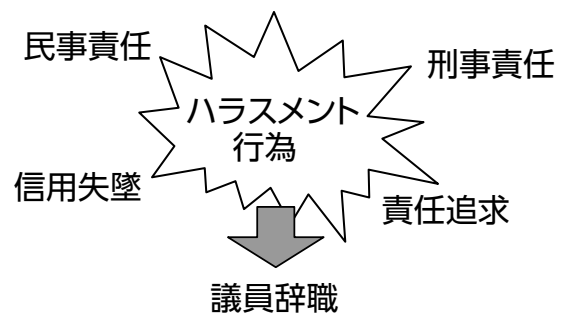 民事責任
刑事責任
ハラスメント
行為
信用失墜
責任追求
議員辞職